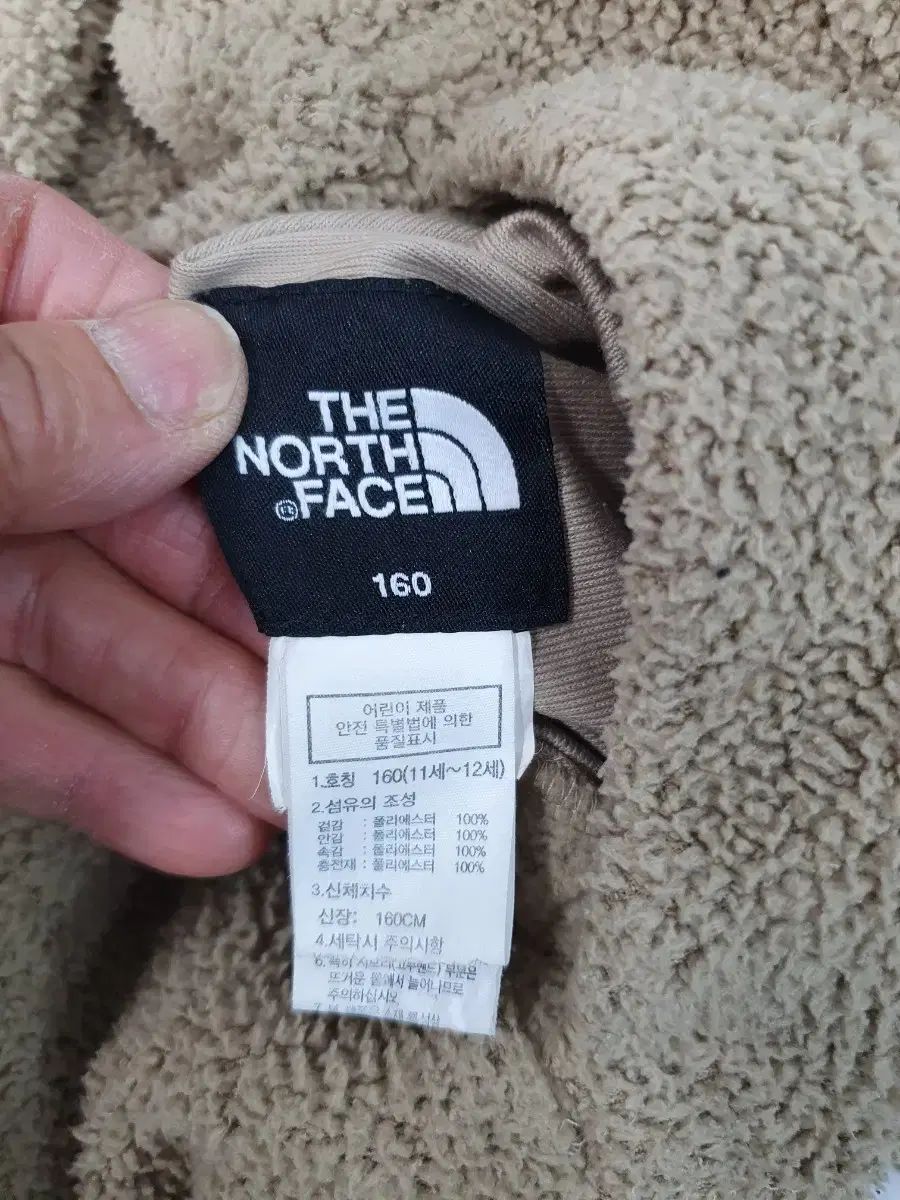 THE
NORTH
®FACE
160
어린이 제품
안전 특별법에 의한
품질표시
1.호칭 160(11세~12세)
2.섬유의 조성
겉감 : 폴리에스터 100%
안감 : 폴리에스터 100%
속감 : 폴리에스터 100%
충전재 : 폴리에스터 100%
3.신체치수
신장: 160CM
4.세탁시 주의사항
부분은
뜨거운 물에서 늘어나므로
주의하십시오